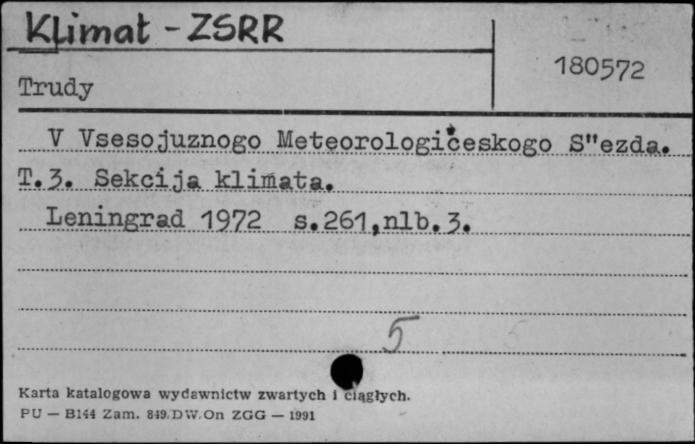 Klimat - ZSRR
180572
Trudy
V Vsesojuznogo Meteorologičeskogo S"ezda.
T.3. Sekcija klimata.
Leningrad 1972 s.261,nlb.3.
5
Karta katalogowa wydawnictw zwartych i ciągłych.
PU — B144 Zam. 849.DW.On ZGG — 1991